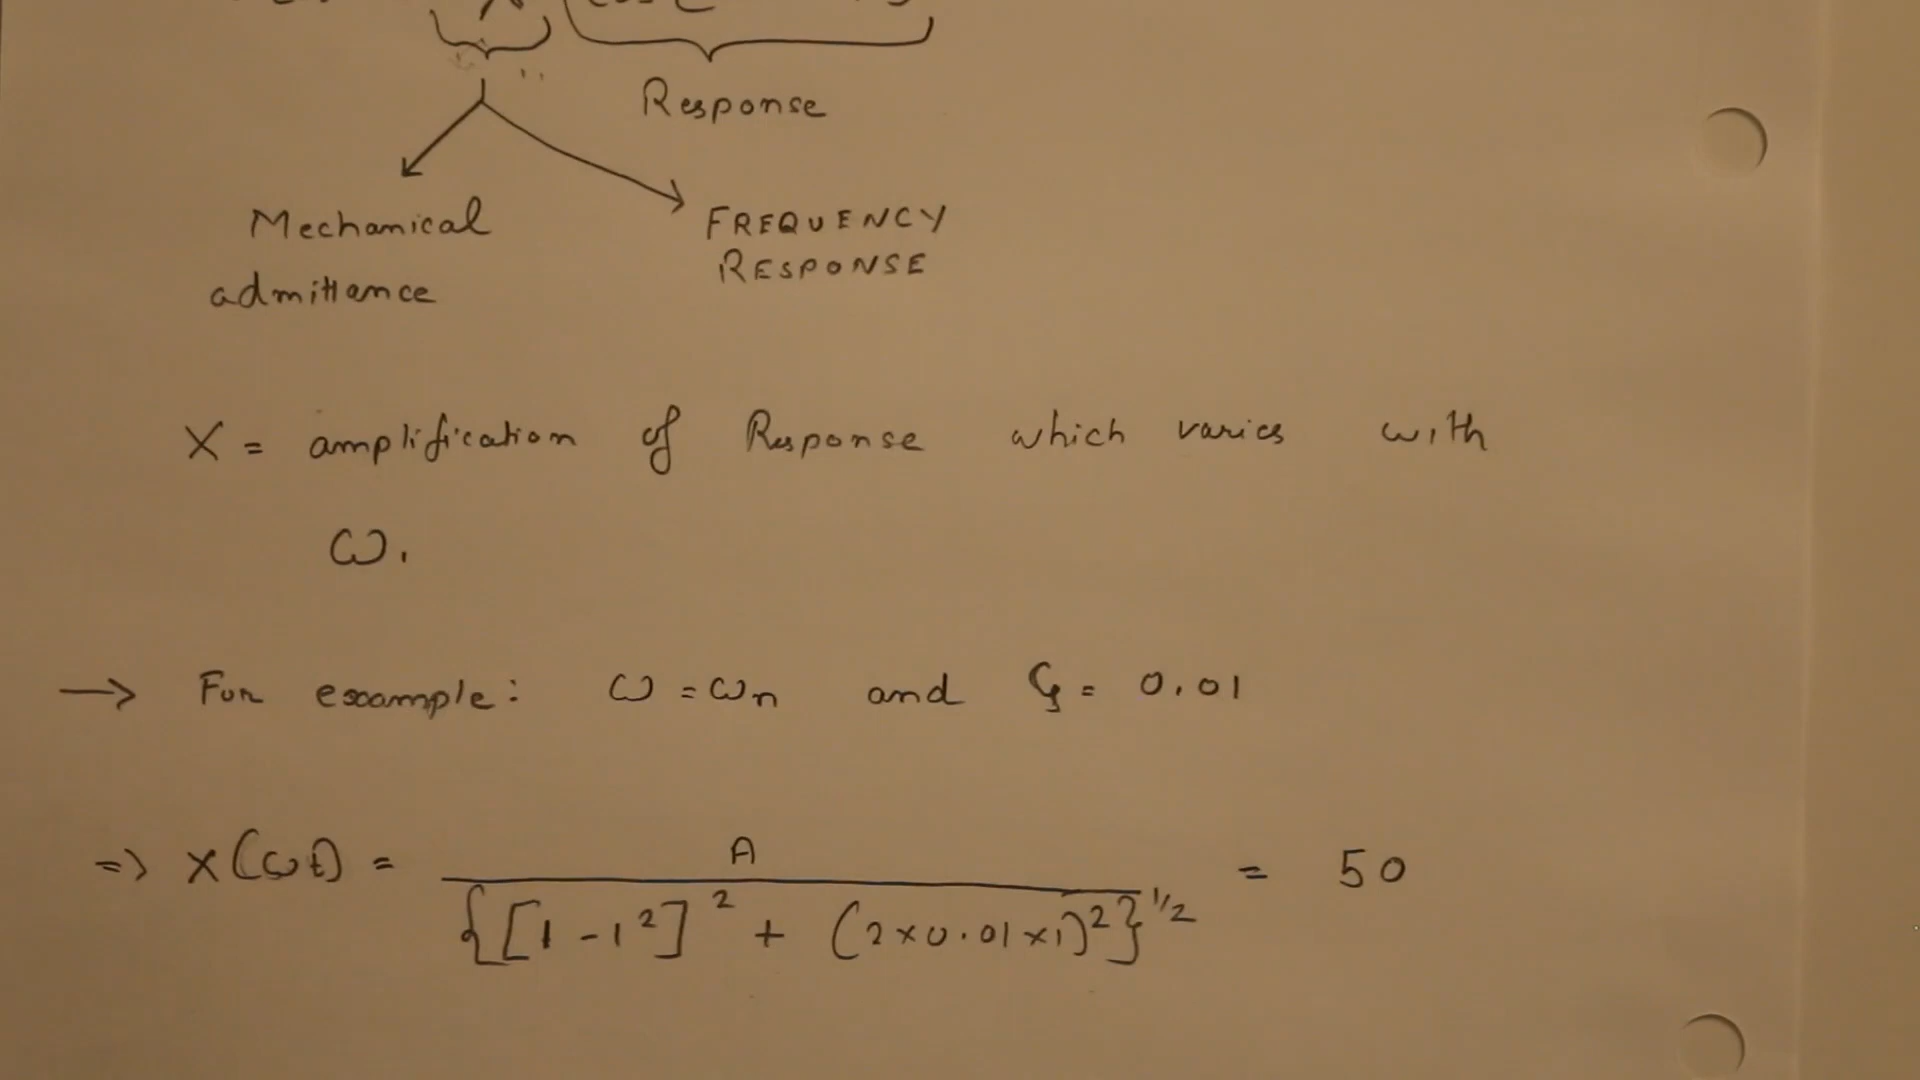 Response
Mechanical
admittance
FREQUENCY
RESPONSE
X = amplification of Response which varies with
ω.
→ For example: ω = ωn and ζ = 0.01
=> X(ωt) = A / {[1-1²]² + (2×0.01×1)²}^1/2 = 50